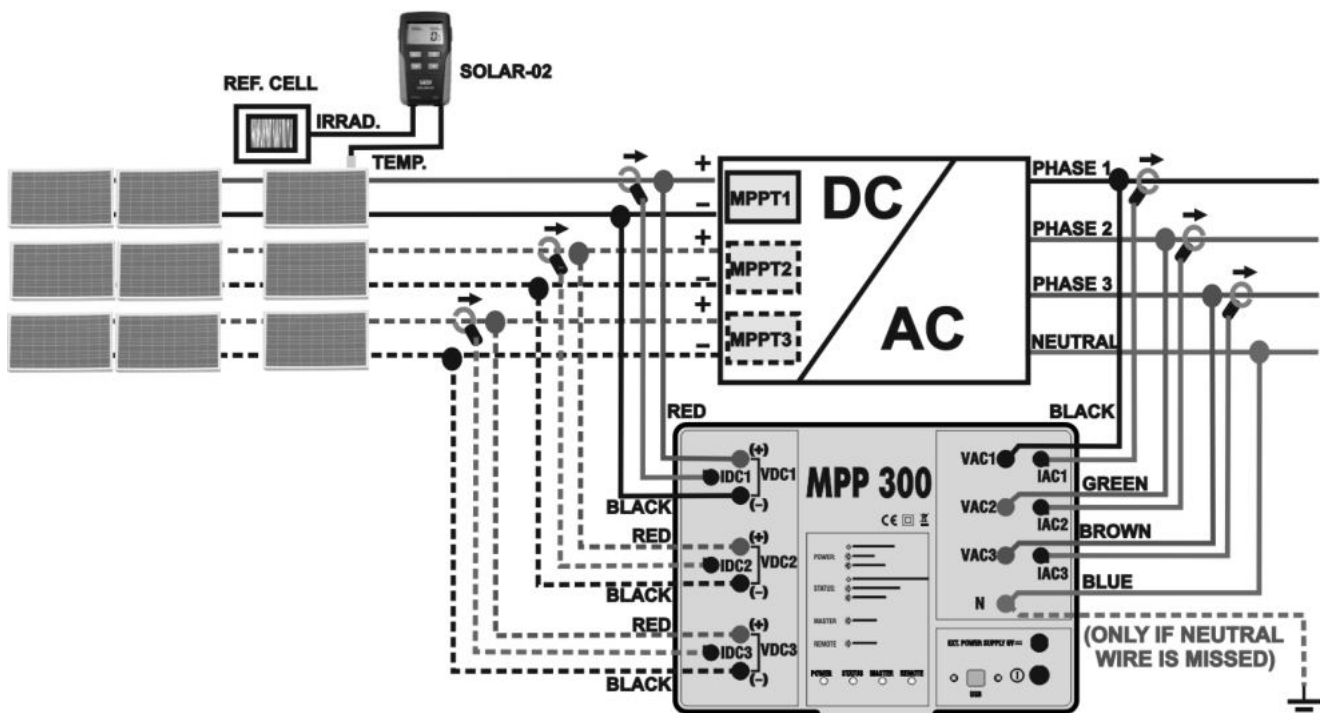 SOLAR-02
REF. CELL
IRRAD.
TEMP.
+
−
+
−
+
−
MPPT1
MPPT2
MPPT3
DC
AC
PHASE 1
PHASE 2
PHASE 3
NEUTRAL
RED
BLACK
RED
BLACK
RED
BLACK
(+)
IDC1
VDC1
(−)
(+)
IDC2
VDC2
(−)
(+)
IDC3
VDC3
(−)
MPP 300
CE
POWER
STATUS
MASTER
REMOTE
POWER STATUS MASTER REMOTE
BLACK
VAC1
IAC1
GREEN
VAC2
IAC2
BROWN
VAC3
IAC3
BLUE
N
(ONLY IF NEUTRAL
WIRE IS MISSED)
EXT. POWER SUPPLY
USB